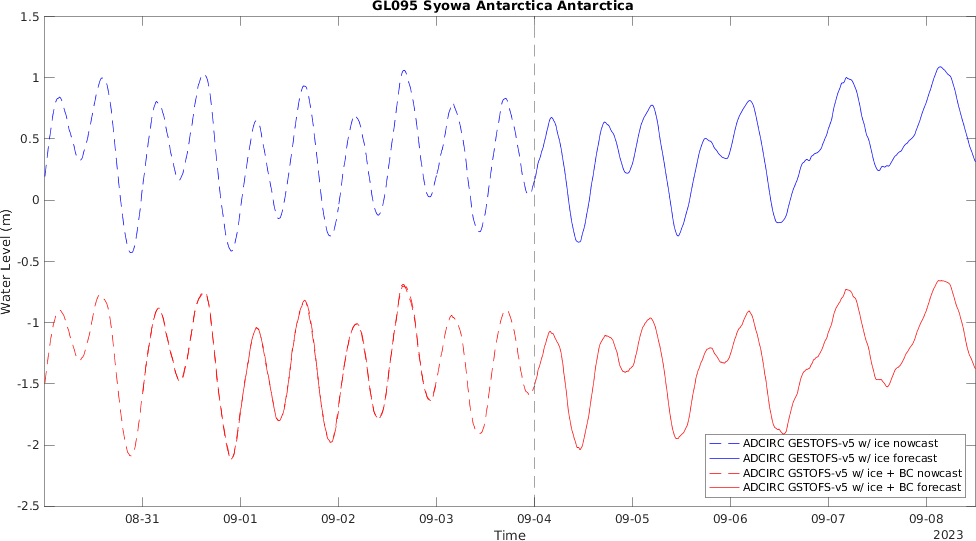 GL095 Syowa Antarctica Antarctica
1.5
1
0.5
0
-0.5
-1
-1.5
-2
-2.5
Water Level (m)
ADCIRC GESTOFS-v5 w/ ice nowcast
ADCIRC GESTOFS-v5 w/ ice forecast
ADCIRC GSTOFS-v5 w/ ice + BC nowcast
ADCIRC GSTOFS-v5 w/ ice + BC forecast
08-31 09-01 09-02 09-03 09-04 09-05 09-06 09-07 09-08
Time
2023